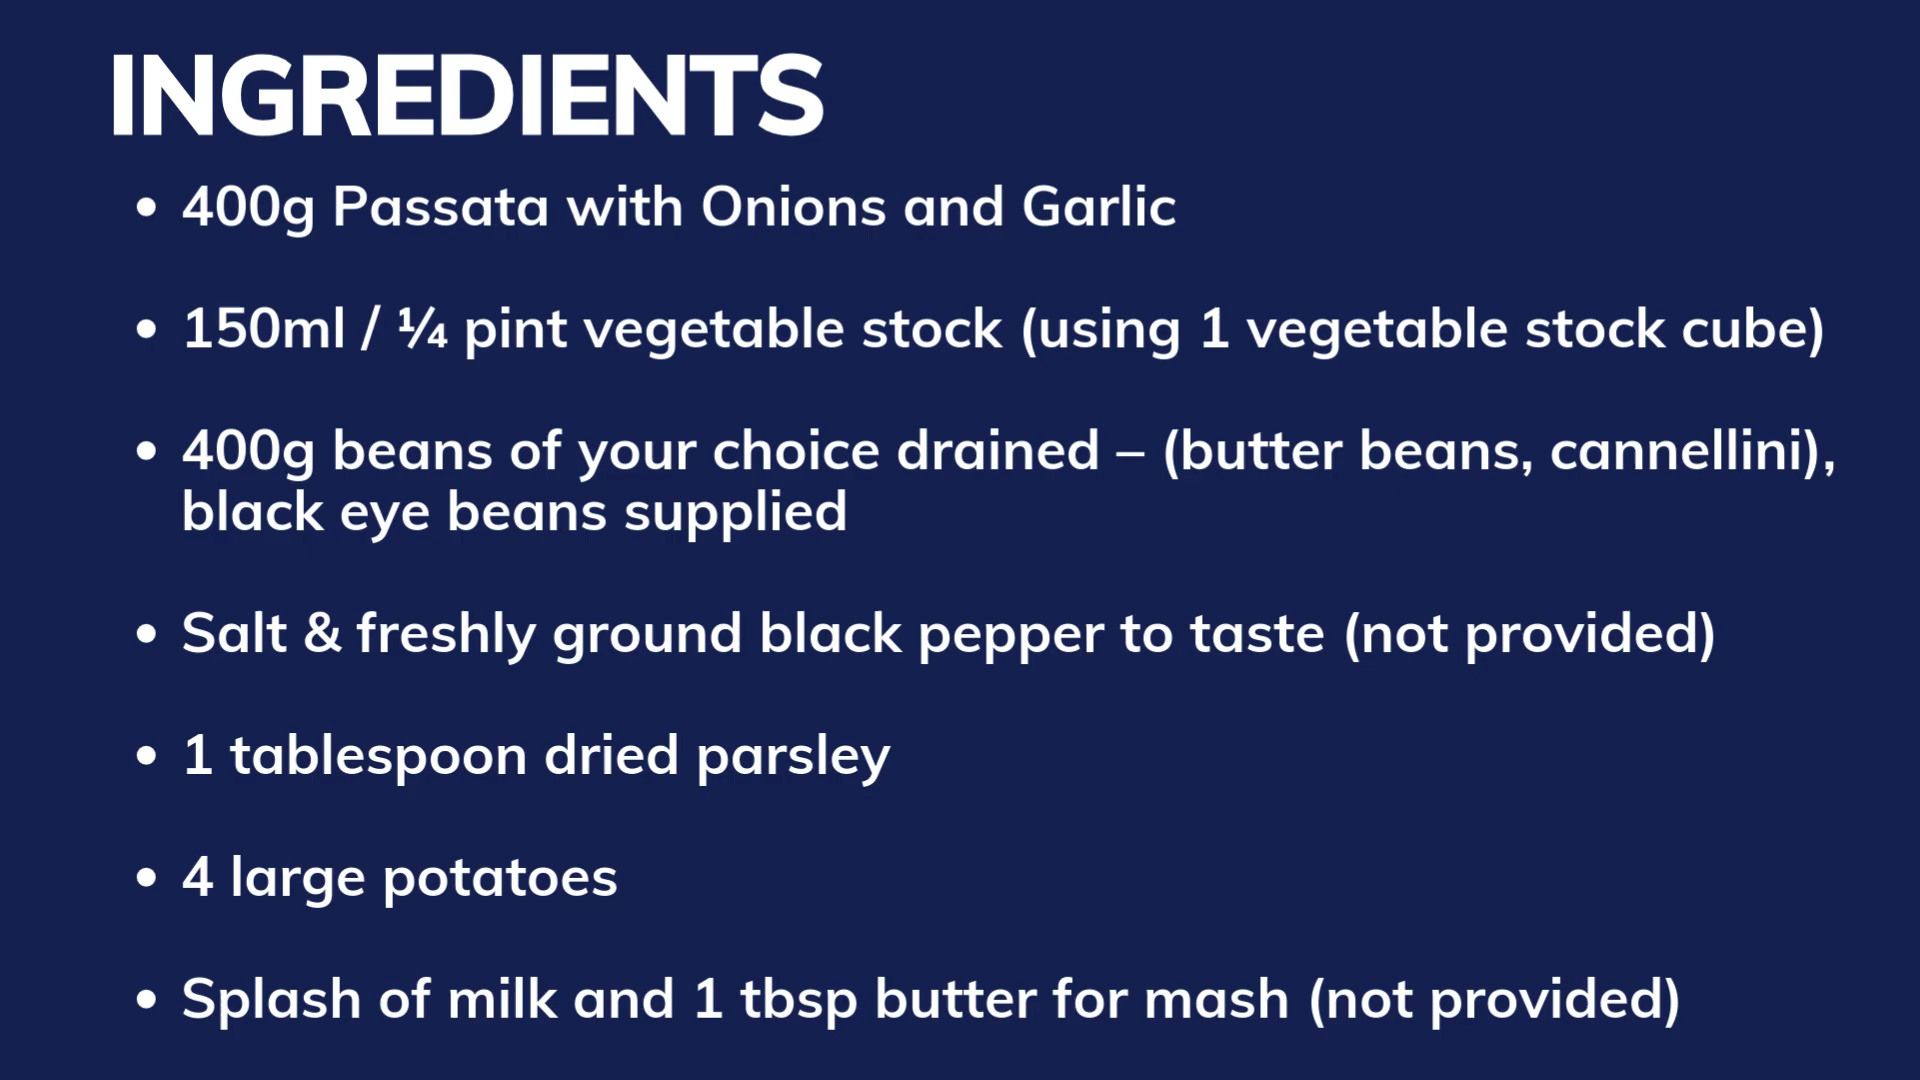 INGREDIENTS
• 400g Passata with Onions and Garlic
• 150ml / ¼ pint vegetable stock (using 1 vegetable stock cube)
• 400g beans of your choice drained – (butter beans, cannellini),
black eye beans supplied
• Salt & freshly ground black pepper to taste (not provided)
• 1 tablespoon dried parsley
• 4 large potatoes
• Splash of milk and 1 tbsp butter for mash (not provided)